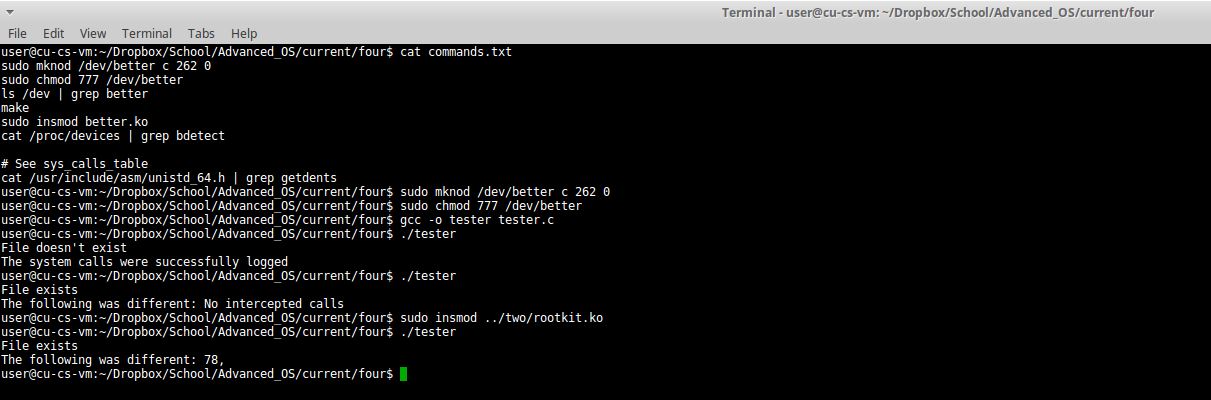 Terminal - user@cu-cs-vm: ~/Dropbox/School/Advanced_OS/current/four
File Edit View Terminal Tabs Help
user@cu-cs-vm:~/Dropbox/School/Advanced_OS/current/four$ cat commands.txt
sudo mknod /dev/better c 262 0
sudo chmod 777 /dev/better
ls /dev | grep better
make
sudo insmod better.ko
cat /proc/devices | grep bdetect

# See sys_calls_table
cat /usr/include/asm/unistd_64.h | grep getdents
user@cu-cs-vm:~/Dropbox/School/Advanced_OS/current/four$ sudo mknod /dev/better c 262 0
user@cu-cs-vm:~/Dropbox/School/Advanced_OS/current/four$ sudo chmod 777 /dev/better
user@cu-cs-vm:~/Dropbox/School/Advanced_OS/current/four$ gcc -o tester tester.c
user@cu-cs-vm:~/Dropbox/School/Advanced_OS/current/four$ ./tester
File doesn't exist
The system calls were successfully logged
user@cu-cs-vm:~/Dropbox/School/Advanced_OS/current/four$ ./tester
File exists
The following was different: No intercepted calls
user@cu-cs-vm:~/Dropbox/School/Advanced_OS/current/four$ sudo insmod ../two/rootkit.ko
user@cu-cs-vm:~/Dropbox/School/Advanced_OS/current/four$ ./tester
File exists
The following was different: 78,
user@cu-cs-vm:~/Dropbox/School/Advanced_OS/current/four$